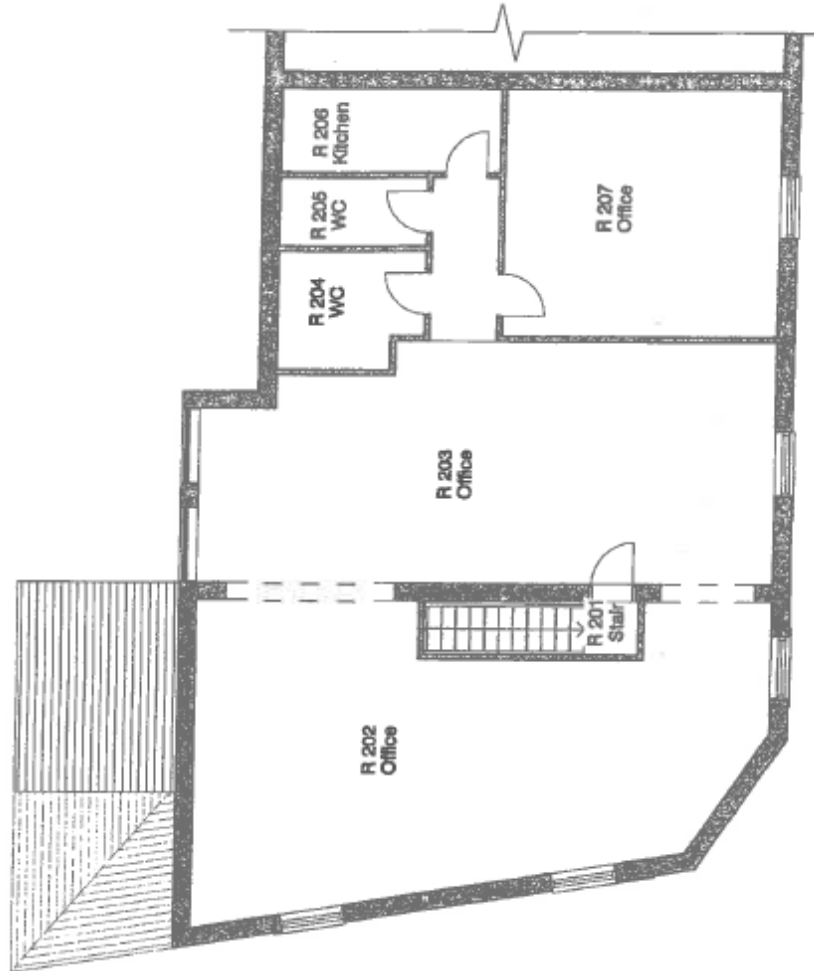 R 206
Kitchen
R 205
WC
R 204
WC
R 207
Office
R 203
Office
R 201
Stair
R 202
Office